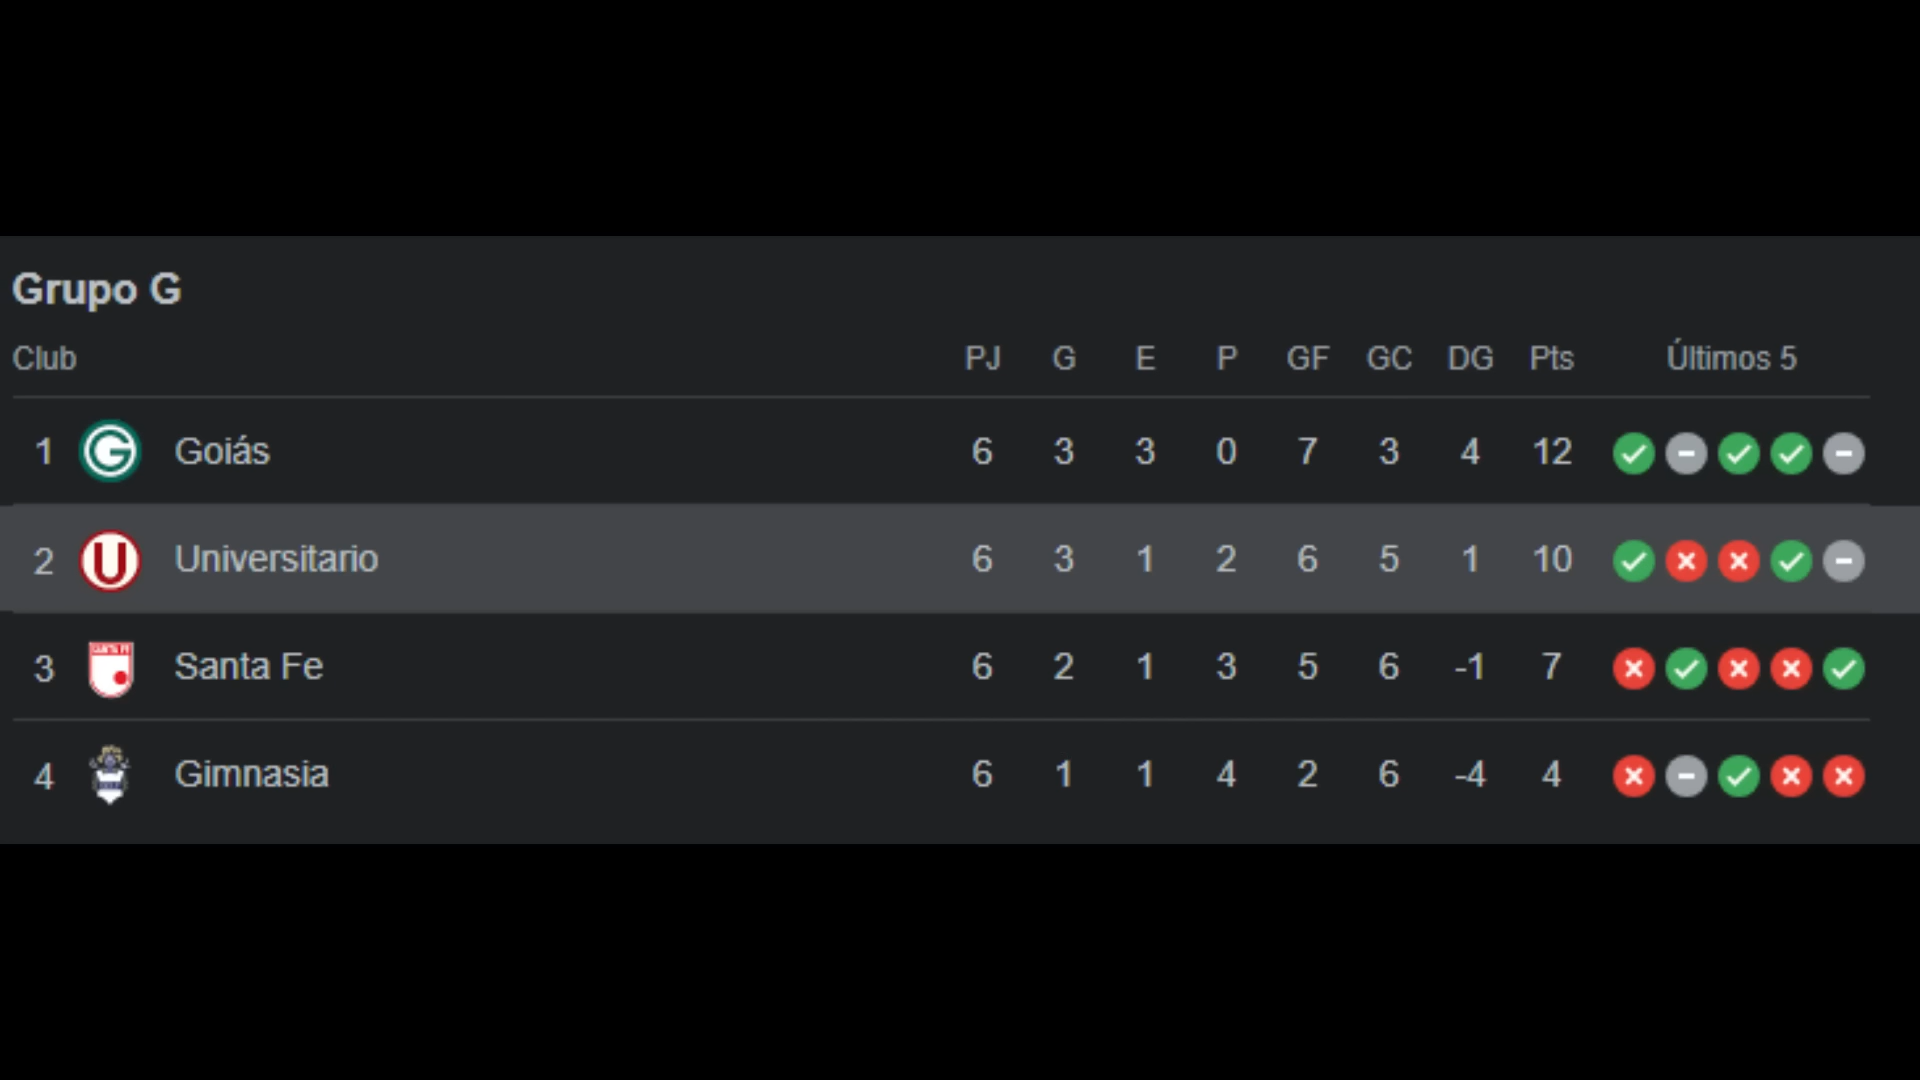 Grupo G
Club PJ G E P GF GC DG Pts Últimos 5
1 G Goiás 6 3 3 0 7 3 4 12
2 U Universitario 6 3 1 2 6 5 1 10
3 SANTA FE Santa Fe 6 2 1 3 5 6 -1 7
4 Gimnasia 6 1 1 4 2 6 -4 4